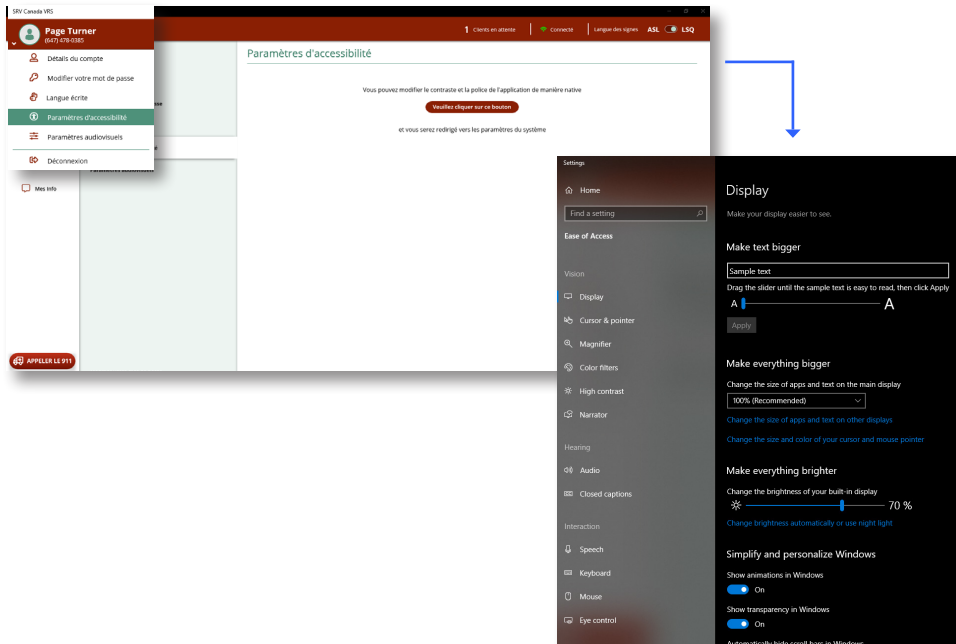 SRV Canada VRS
Page Turner
(647) 478-0385
Détails du compte
Modifier votre mot de passe
Langue écrite
Paramètres d'accessibilité
Paramètres audiovisuels
Déconnexion
1 Clients en attente
Connecté
Langue des signes ASL LSQ
Paramètres d'accessibilité
Vous pouvez modifier le contraste et la police de l'application de manière native
Veuillez cliquer sur ce bouton
et vous serez redirigé vers les paramètres du système
Mes Info
APPELER LE 911
Settings
Home
Find a setting
Ease of Access
Vision
Display
Cursor & pointer
Magnifier
Color filters
High contrast
Narrator
Hearing
Audio
Closed captions
Interaction
Speech
Keyboard
Mouse
Eye control
Display
Make your display easier to see.
Make text bigger
Sample text
Drag the slider until the sample text is easy to read, then click Apply
A A
Apply
Make everything bigger
Change the size of apps and text on the main display
100% (Recommended)
Change the size of apps and text on other displays
Change the size and color of your cursor and mouse pointer
Make everything brighter
Change the brightness of your built-in display
70 %
Change brightness automatically or use night light
Simplify and personalize Windows
Show animations in Windows
On
Show transparency in Windows
On
Automatically hide scroll bars in Windows